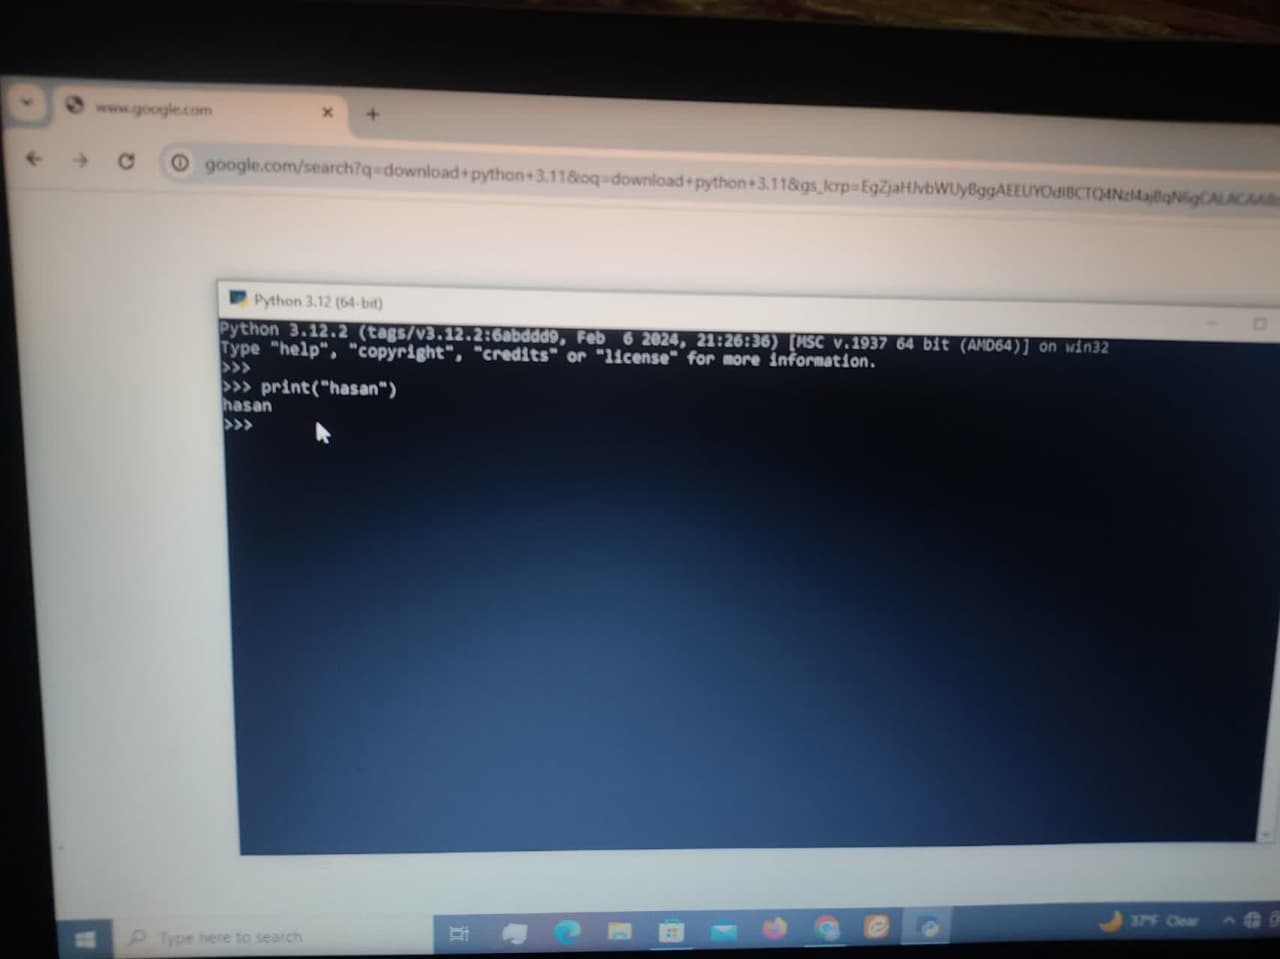 www.google.com
google.com/search?q=download+python+3.11&oq=download+python+3.11&gs_lcrp=
Python 3.12 (64-bit)
Python 3.12.2 (tags/v3.12.2:6abddd9, Feb  6 2024, 21:26:36) [MSC v.1937 64 bit (AMD64)] on win32
Type "help", "copyright", "credits" or "license" for more information.
>>>
>>> print("hasan")
hasan
>>>
Type here to search
37°F Clear